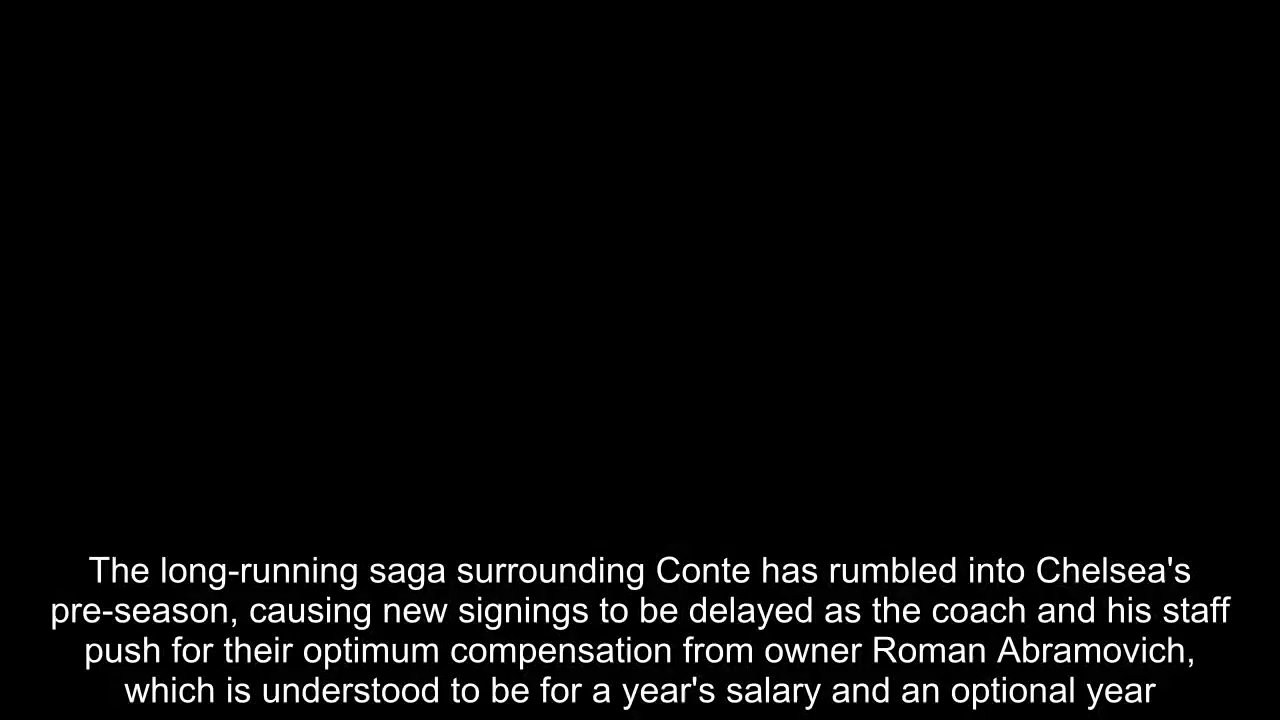 The long-running saga surrounding Conte has rumbled into Chelsea's
pre-season, causing new signings to be delayed as the coach and his staff
push for their optimum compensation from owner Roman Abramovich,
which is understood to be for a year's salary and an optional year